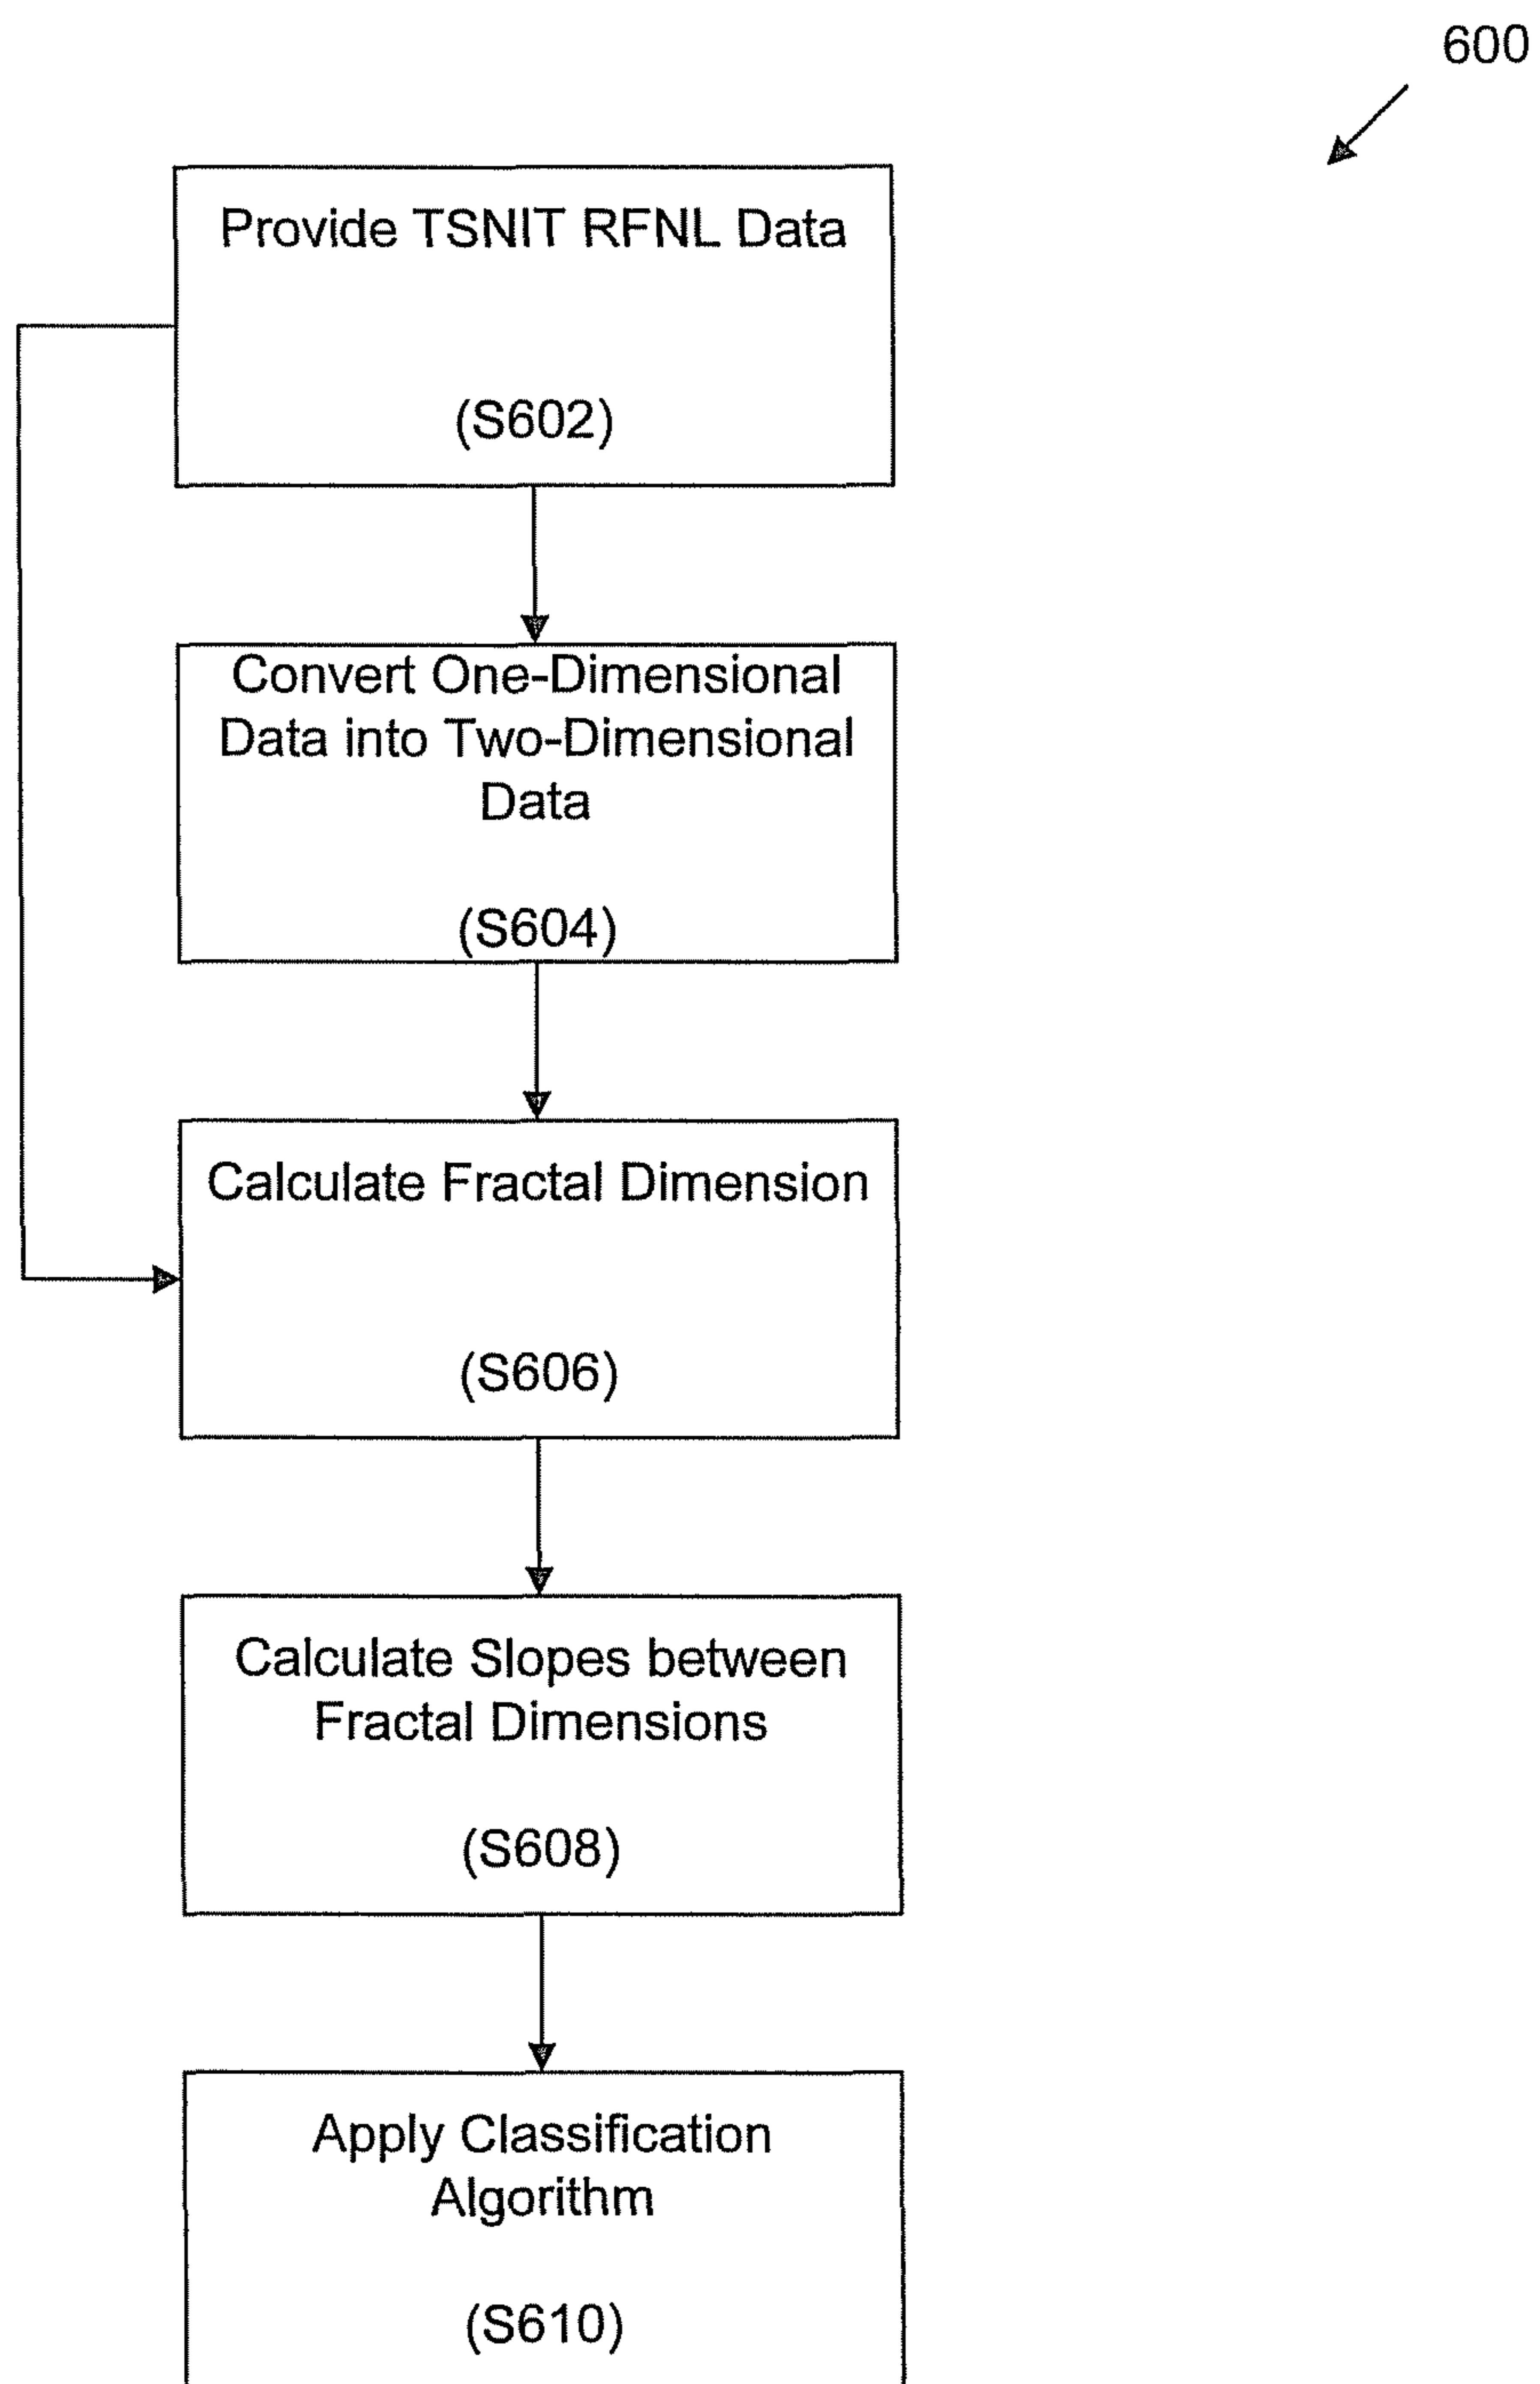 600
Provide TSNIT RFNL Data
(S602)
Convert One-Dimensional
Data into Two-Dimensional
Data
(S604)
Calculate Fractal Dimension
(S606)
Calculate Slopes between
Fractal Dimensions
(S608)
Apply Classification
Algorithm
(S610)